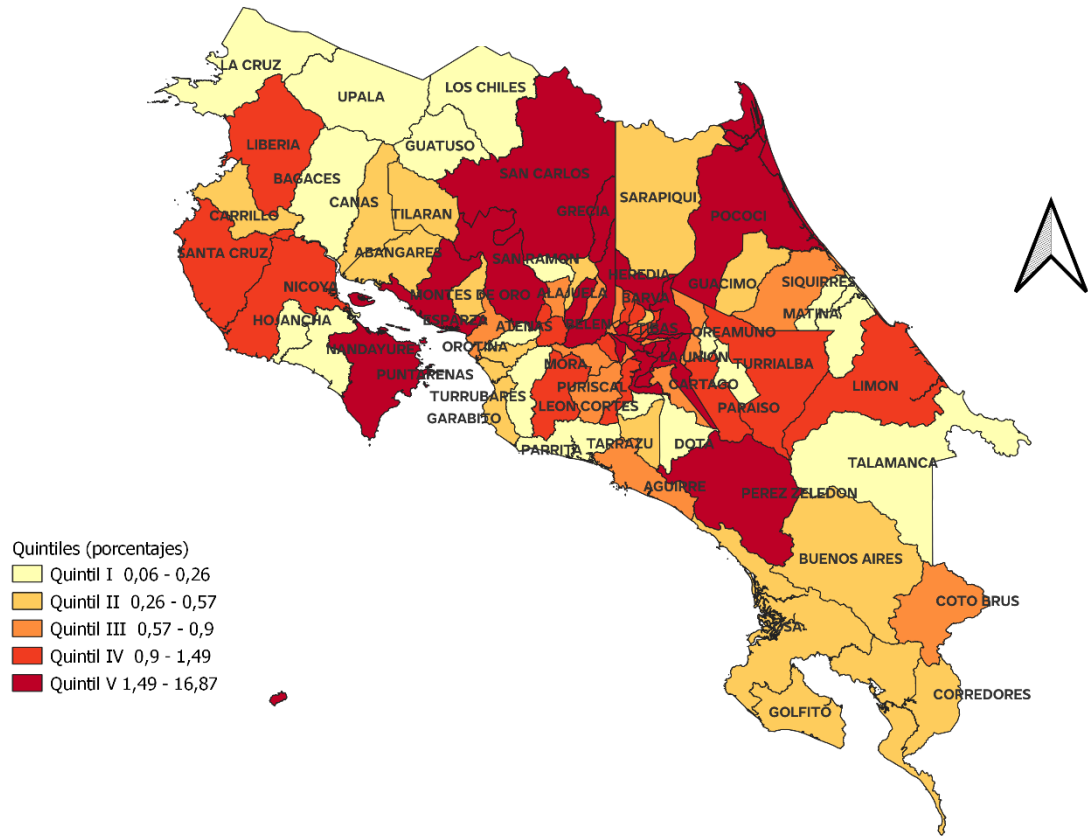 LA CRUZ
UPALA
LOS CHILES
LIBERIA
GUATUSO
BAGACES
CANAS
TILARAN
SAN CARLOS
GRECIA
SARAPIQUI
POCOCI
CARRILLO
SANTA CRUZ
ABANGARES
SAN RAMON
HEREDIA
GUACIMO
SIQUIRRES
NICOYA
MONTES DE ORO
ALAJUELA
BARVA
MATINA
HOJANCHA
ESPARZA
ATENAS
BELEN
TIBAS
OREAMUNO
NANDAYURE
OROTINA
MORA
LA UNION
TURRIALBA
PUNTARENAS
PURISCAL
CARTAGO
LIMON
TURRUBARES
LEON CORTES
PARAISO
GARABITO
PARRITA
TARRAZU
DOTA
TALAMANCA
AGUIRRE
PEREZ ZELEDON
BUENOS AIRES
COTO BRUS
OSA
CORREDORES
GOLFITO
Quintiles (porcentajes)
Quintil I 0,06 - 0,26
Quintil II 0,26 - 0,57
Quintil III 0,57 - 0,9
Quintil IV 0,9 - 1,49
Quintil V 1,49 - 16,87